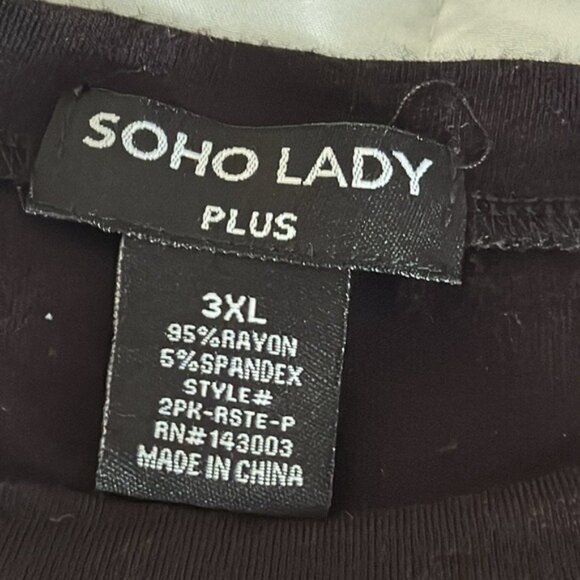 SOHO LADY
PLUS
3XL
95%RAYON
5%SPANDEX
STYLE#
2PK-RSTE-P
RN#143003
MADE IN CHINA